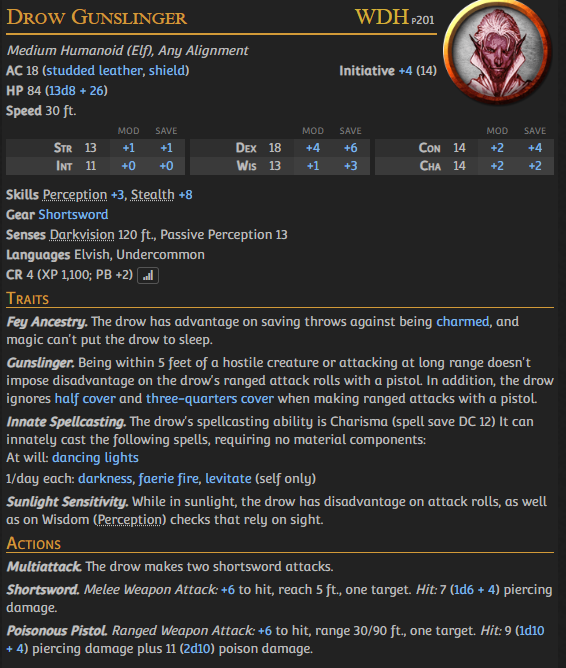 Drow Gunslinger WDH p201
Medium Humanoid (Elf), Any Alignment
AC 18 (studded leather, shield) Initiative +4 (14)
HP 84 (13d8 + 26)
Speed 30 ft.
MOD SAVE MOD SAVE MOD SAVE
Str 13 +1 +1 Dex 18 +4 +6 Con 14 +2 +4
Int 11 +0 +0 Wis 13 +1 +3 Cha 14 +2 +2
Skills Perception +3, Stealth +8
Gear Shortsword
Senses Darkvision 120 ft., Passive Perception 13
Languages Elvish, Undercommon
CR 4 (XP 1,100; PB +2)
Traits
Fey Ancestry. The drow has advantage on saving throws against being charmed, and
magic can't put the drow to sleep.
Gunslinger. Being within 5 feet of a hostile creature or attacking at long range doesn't
impose disadvantage on the drow's ranged attack rolls with a pistol. In addition, the drow
ignores half cover and three-quarters cover when making ranged attacks with a pistol.
Innate Spellcasting. The drow's spellcasting ability is Charisma (spell save DC 12) It can
innately cast the following spells, requiring no material components:
At will: dancing lights
1/day each: darkness, faerie fire, levitate (self only)
Sunlight Sensitivity. While in sunlight, the drow has disadvantage on attack rolls, as well
as on Wisdom (Perception) checks that rely on sight.
Actions
Multiattack. The drow makes two shortsword attacks.
Shortsword. Melee Weapon Attack: +6 to hit, reach 5 ft., one target. Hit: 7 (1d6 + 4) piercing
damage.
Poisonous Pistol. Ranged Weapon Attack: +6 to hit, range 30/90 ft., one target. Hit: 9 (1d10
+ 4) piercing damage plus 11 (2d10) poison damage.